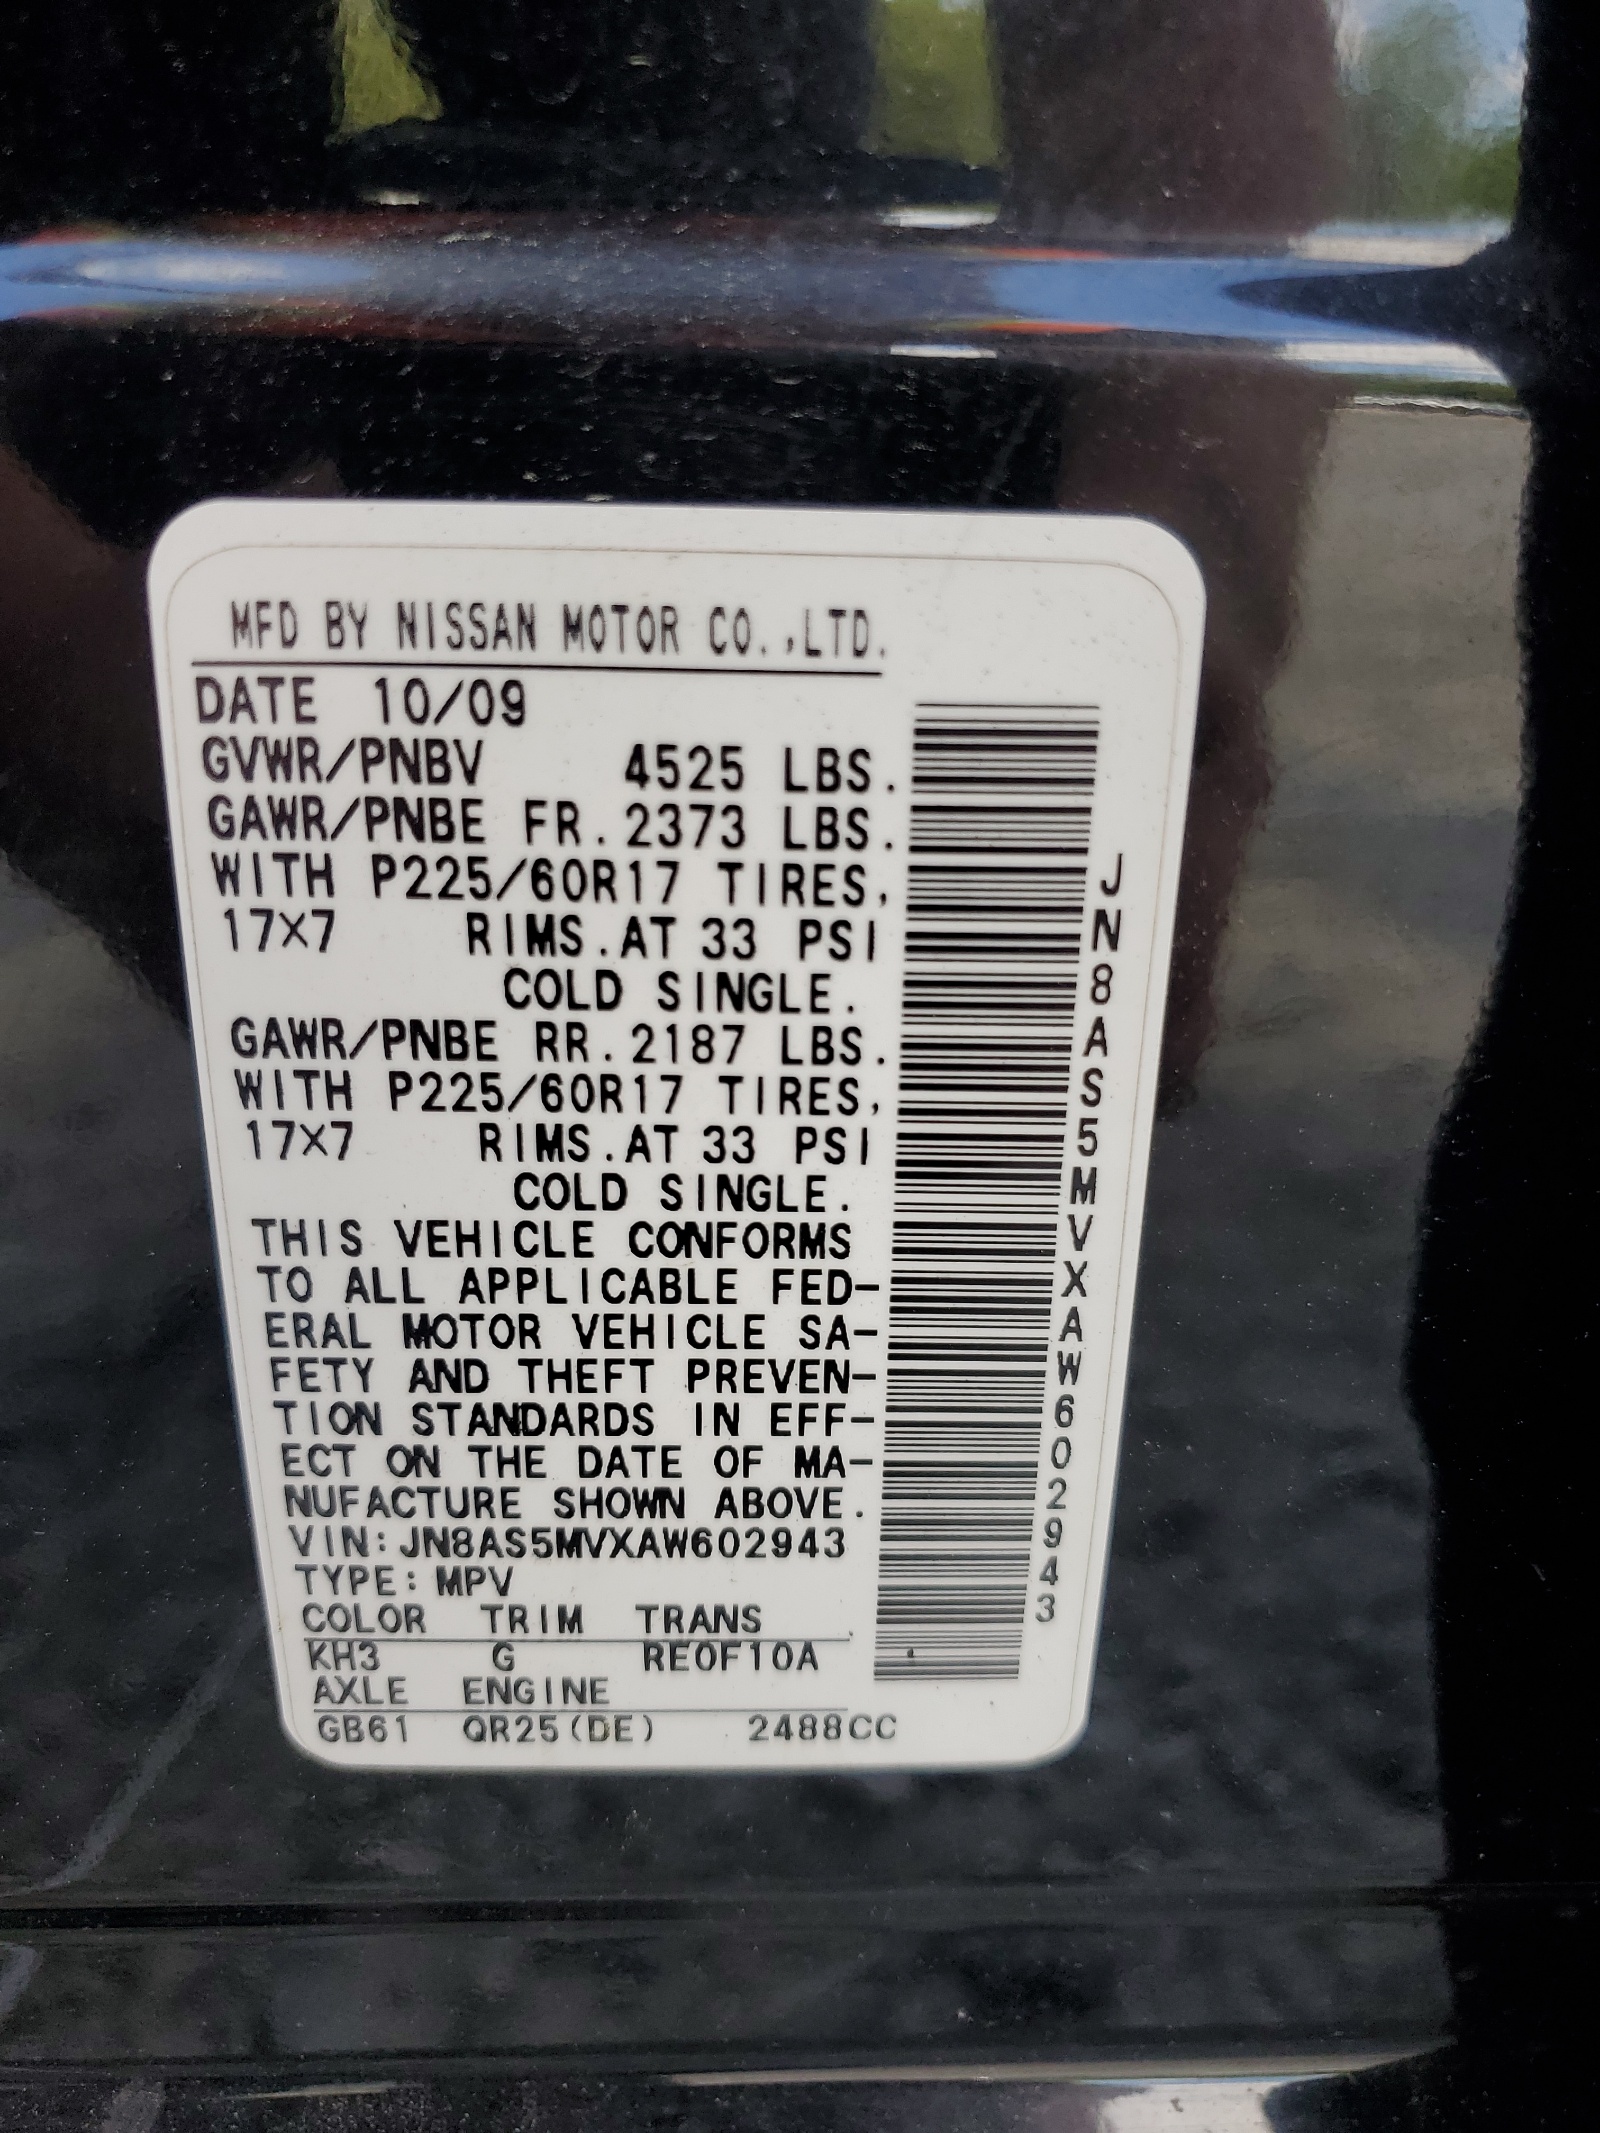 MFD BY NISSAN MOTOR CO.,LTD.
DATE 10/09
GVWR/PNBV 4525 LBS.
GAWR/PNBE FR.2373 LBS.
WITH P225/60R17 TIRES,
17X7 RIMS.AT 33 PSI
COLD SINGLE.
GAWR/PNBE RR.2187 LBS.
WITH P225/60R17 TIRES,
17X7 RIMS.AT 33 PSI
COLD SINGLE.
THIS VEHICLE CONFORMS
TO ALL APPLICABLE FED-
ERAL MOTOR VEHICLE SA-
FETY AND THEFT PREVEN-
TION STANDARDS IN EFF-
ECT ON THE DATE OF MA-
NUFACTURE SHOWN ABOVE.
VIN:JN8AS5MVXAW602943
TYPE:MPV
COLOR TRIM TRANS
KH3 G RE0F10A
AXLE ENGINE
GB61 QR25(DE) 2488CC
JN8AS5MVXAW602943